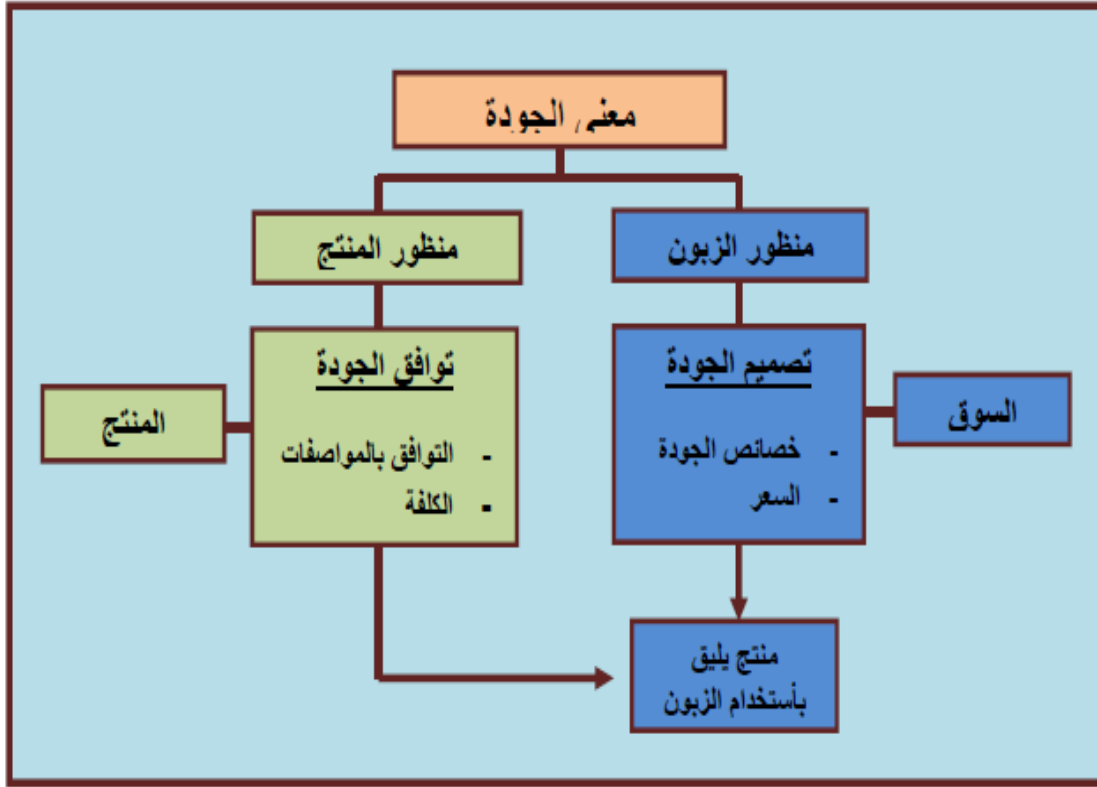 معنى الجودة
منظور الزبون
منظور المنتج
تصميم الجودة
- خصائص الجودة
- السعر
السوق
توافق الجودة
- التوافق بالمواصفات
- الكلفة
المنتج
منتج يليق
بأستخدام الزبون